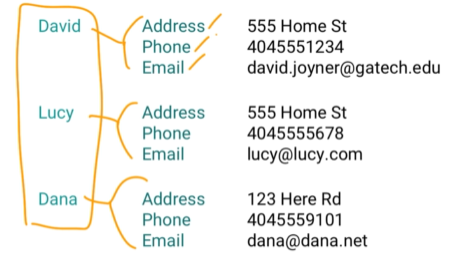 David Address 555 Home St
Phone 4045551234
Email david.joyner@gatech.edu
Lucy Address 555 Home St
Phone 4045555678
Email lucy@lucy.com
Dana Address 123 Here Rd
Phone 4045559101
Email dana@dana.net